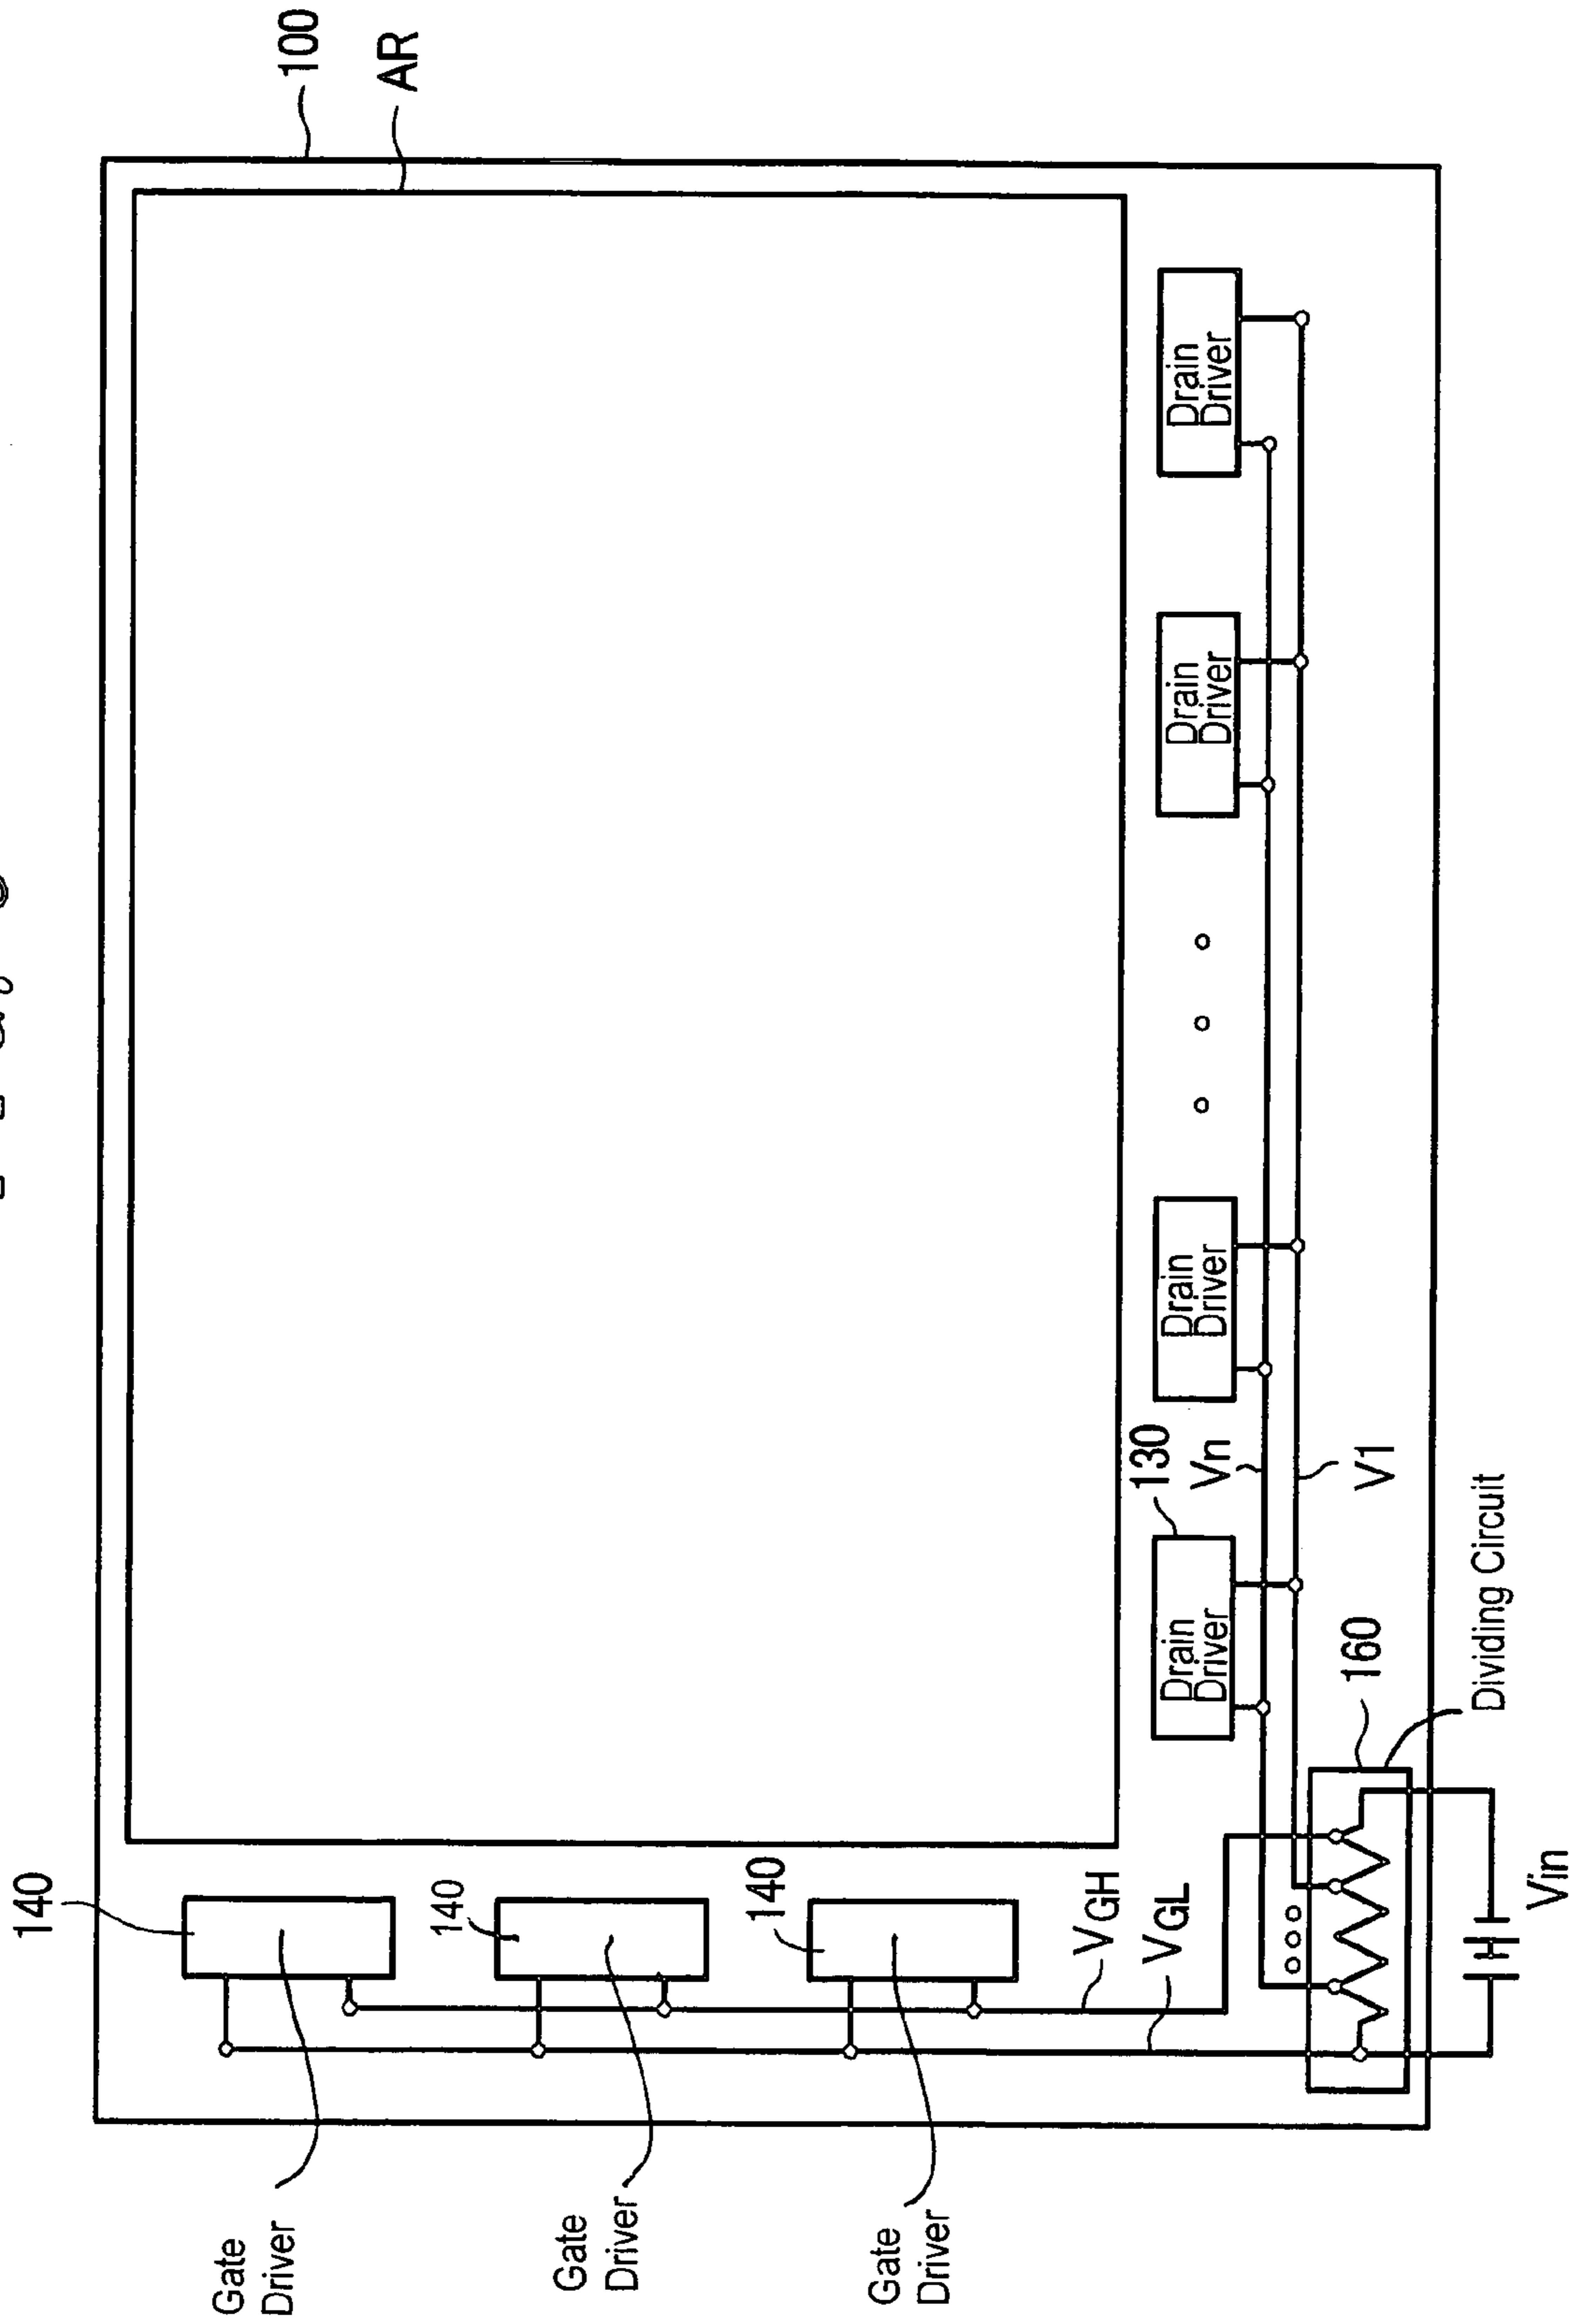 100
AR
140
140
140
Gate
Driver
Gate
Driver
Gate
Driver
VGH
VGL
Drain
Driver
Drain
Driver
Drain
Driver
Drain
Driver
130
Vn
V1
160
Dividing Circuit
Vin